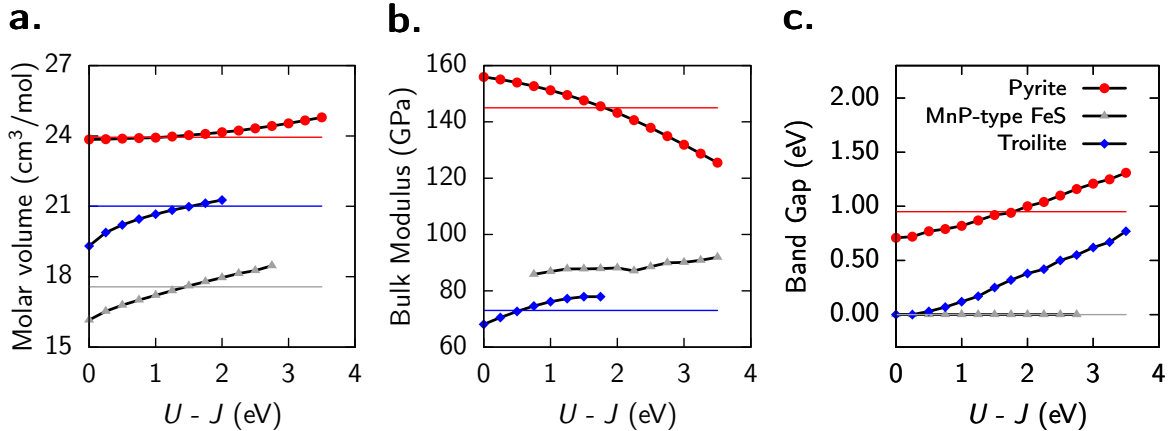 a.
Molar volume (cm³/mol)
27
24
21
18
15
0 1 2 3 4
U - J (eV)
b.
Bulk Modulus (GPa)
160
140
120
100
80
60
0 1 2 3 4
U - J (eV)
c.
Band Gap (eV)
2.00
1.50
1.00
0.50
0.00
Pyrite
MnP-type FeS
Troilite
0 1 2 3 4
U - J (eV)